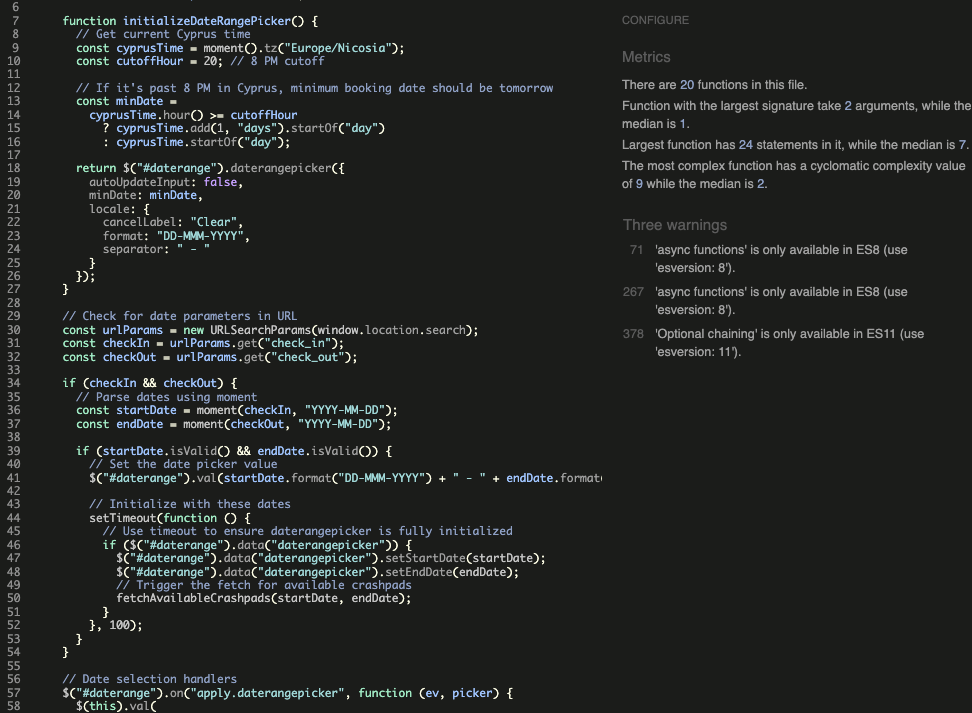 6
7 function initializeDateRangePicker() {
8 // Get current Cyprus time
9 const cyprusTime = moment().tz("Europe/Nicosia");
10 const cutoffHour = 20; // 8 PM cutoff
11
12 // If it's past 8 PM in Cyprus, minimum booking date should be tomorrow
13 const minDate =
14 cyprusTime.hour() >= cutoffHour
15 ? cyprusTime.add(1, "days").startOf("day")
16 : cyprusTime.startOf("day");
17
18 return $("#daterange").daterangepicker({
19 autoUpdateInput: false,
20 minDate: minDate,
21 locale: {
22 cancelLabel: "Clear",
23 format: "DD-MMM-YYYY",
24 separator: " - "
25 }
26 });
27 }
28
29 // Check for date parameters in URL
30 const urlParams = new URLSearchParams(window.location.search);
31 const checkIn = urlParams.get("check_in");
32 const checkOut = urlParams.get("check_out");
33
34 if (checkIn && checkOut) {
35 // Parse dates using moment
36 const startDate = moment(checkIn, "YYYY-MM-DD");
37 const endDate = moment(checkOut, "YYYY-MM-DD");
38
39 if (startDate.isValid() && endDate.isValid()) {
40 // Set the date picker value
41 $("#daterange").val(startDate.format("DD-MMM-YYYY") + " - " + endDate.format(
42
43 // Initialize with these dates
44 setTimeout(function () {
45 // Use timeout to ensure daterangepicker is fully initialized
46 if ($("#daterange").data("daterangepicker")) {
47 $("#daterange").data("daterangepicker").setStartDate(startDate);
48 $("#daterange").data("daterangepicker").setEndDate(endDate);
49 // Trigger the fetch for available crashpads
50 fetchAvailableCrashpads(startDate, endDate);
51 }
52 }, 100);
53 }
54 }
55
56 // Date selection handlers
57 $("#daterange").on("apply.daterangepicker", function (ev, picker) {
58 $(this).val(
CONFIGURE
Metrics
There are 20 functions in this file.
Function with the largest signature take 2 arguments, while the
median is 1.
Largest function has 24 statements in it, while the median is 7.
The most complex function has a cyclomatic complexity value
of 9 while the median is 2.
Three warnings
71 'async functions' is only available in ES8 (use
'esversion: 8').
267 'async functions' is only available in ES8 (use
'esversion: 8').
378 'Optional chaining' is only available in ES11 (use
'esversion: 11').